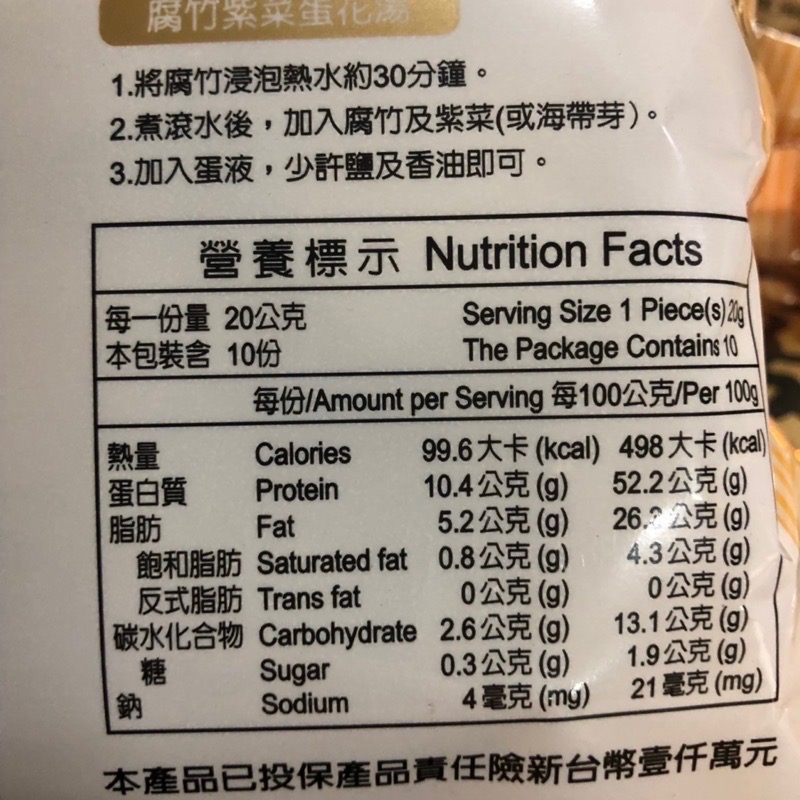 腐竹紫菜蛋花湯
1.將腐竹浸泡熱水約30分鐘。
2.煮滾水後，加入腐竹及紫菜(或海帶芽)。
3.加入蛋液，少許鹽及香油即可。
營養標示 Nutrition Facts
每一份量 20公克 Serving Size 1 Piece(s) 20g
本包裝含 10份 The Package Contains 10
每份/Amount per Serving 每100公克/Per 100g
熱量 Calories 99.6大卡(kcal) 498大卡(kcal)
蛋白質 Protein 10.4公克(g) 52.2公克(g)
脂肪 Fat 5.2公克(g) 公克(g)
飽和脂肪 Saturated fat 0.8公克(g) 4.3公克(g)
反式脂肪 Trans fat 0公克(g) 0公克(g)
碳水化合物 Carbohydrate 2.6公克(g) 13.1公克(g)
糖 Sugar 0.3公克(g) 1.9公克(g)
鈉 Sodium 4毫克(mg) 21毫克(mg)
本產品已投保產品責任險新台幣壹仟萬元